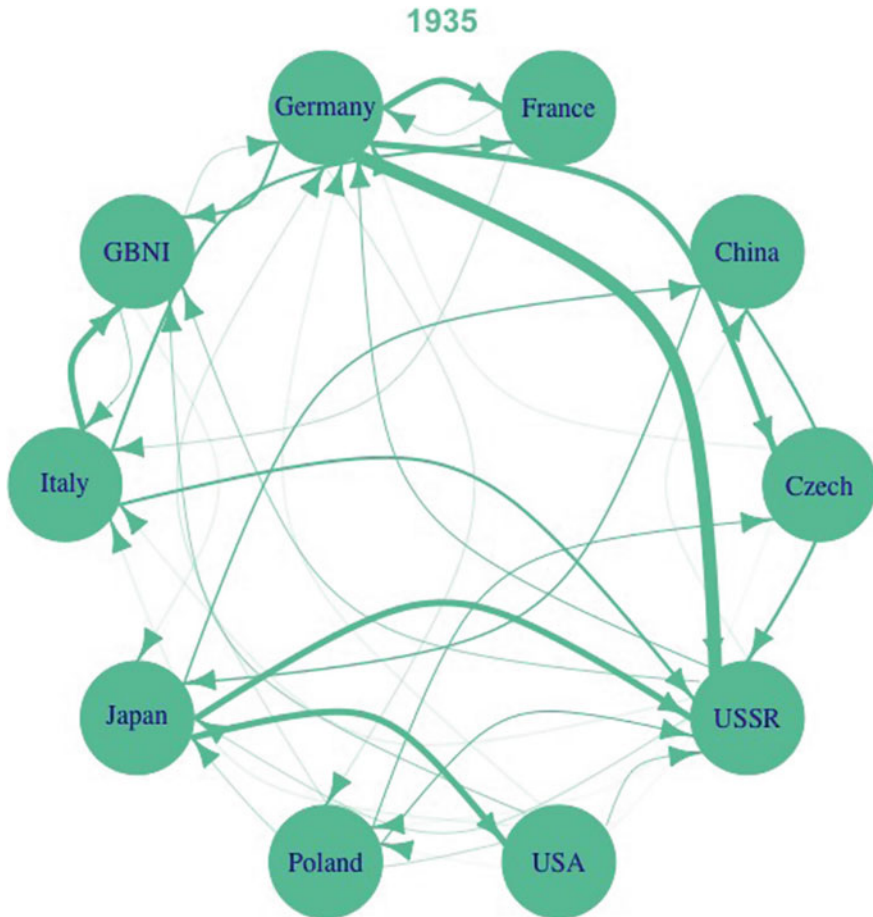 1935
Germany
France
GBNI
China
Italy
Czech
Japan
USSR
Poland
USA